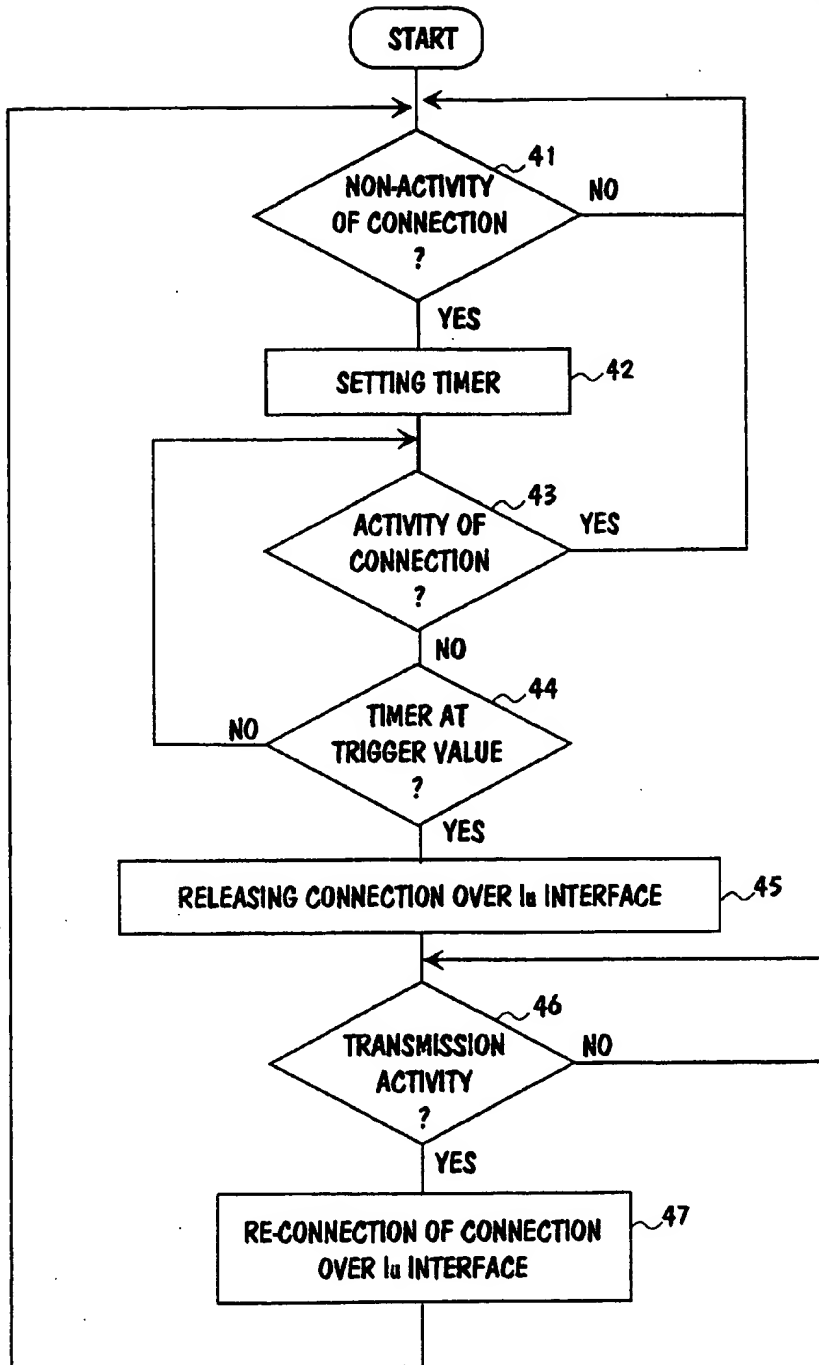 START
41
NON-ACTIVITY
OF CONNECTION
?
NO
YES
SETTING TIMER
42
43
ACTIVITY OF
CONNECTION
?
YES
NO
44
TIMER AT
TRIGGER VALUE
?
NO
YES
RELEASING CONNECTION OVER Iu INTERFACE
45
46
TRANSMISSION
ACTIVITY
?
NO
YES
RE-CONNECTION OF CONNECTION
OVER Iu INTERFACE
47